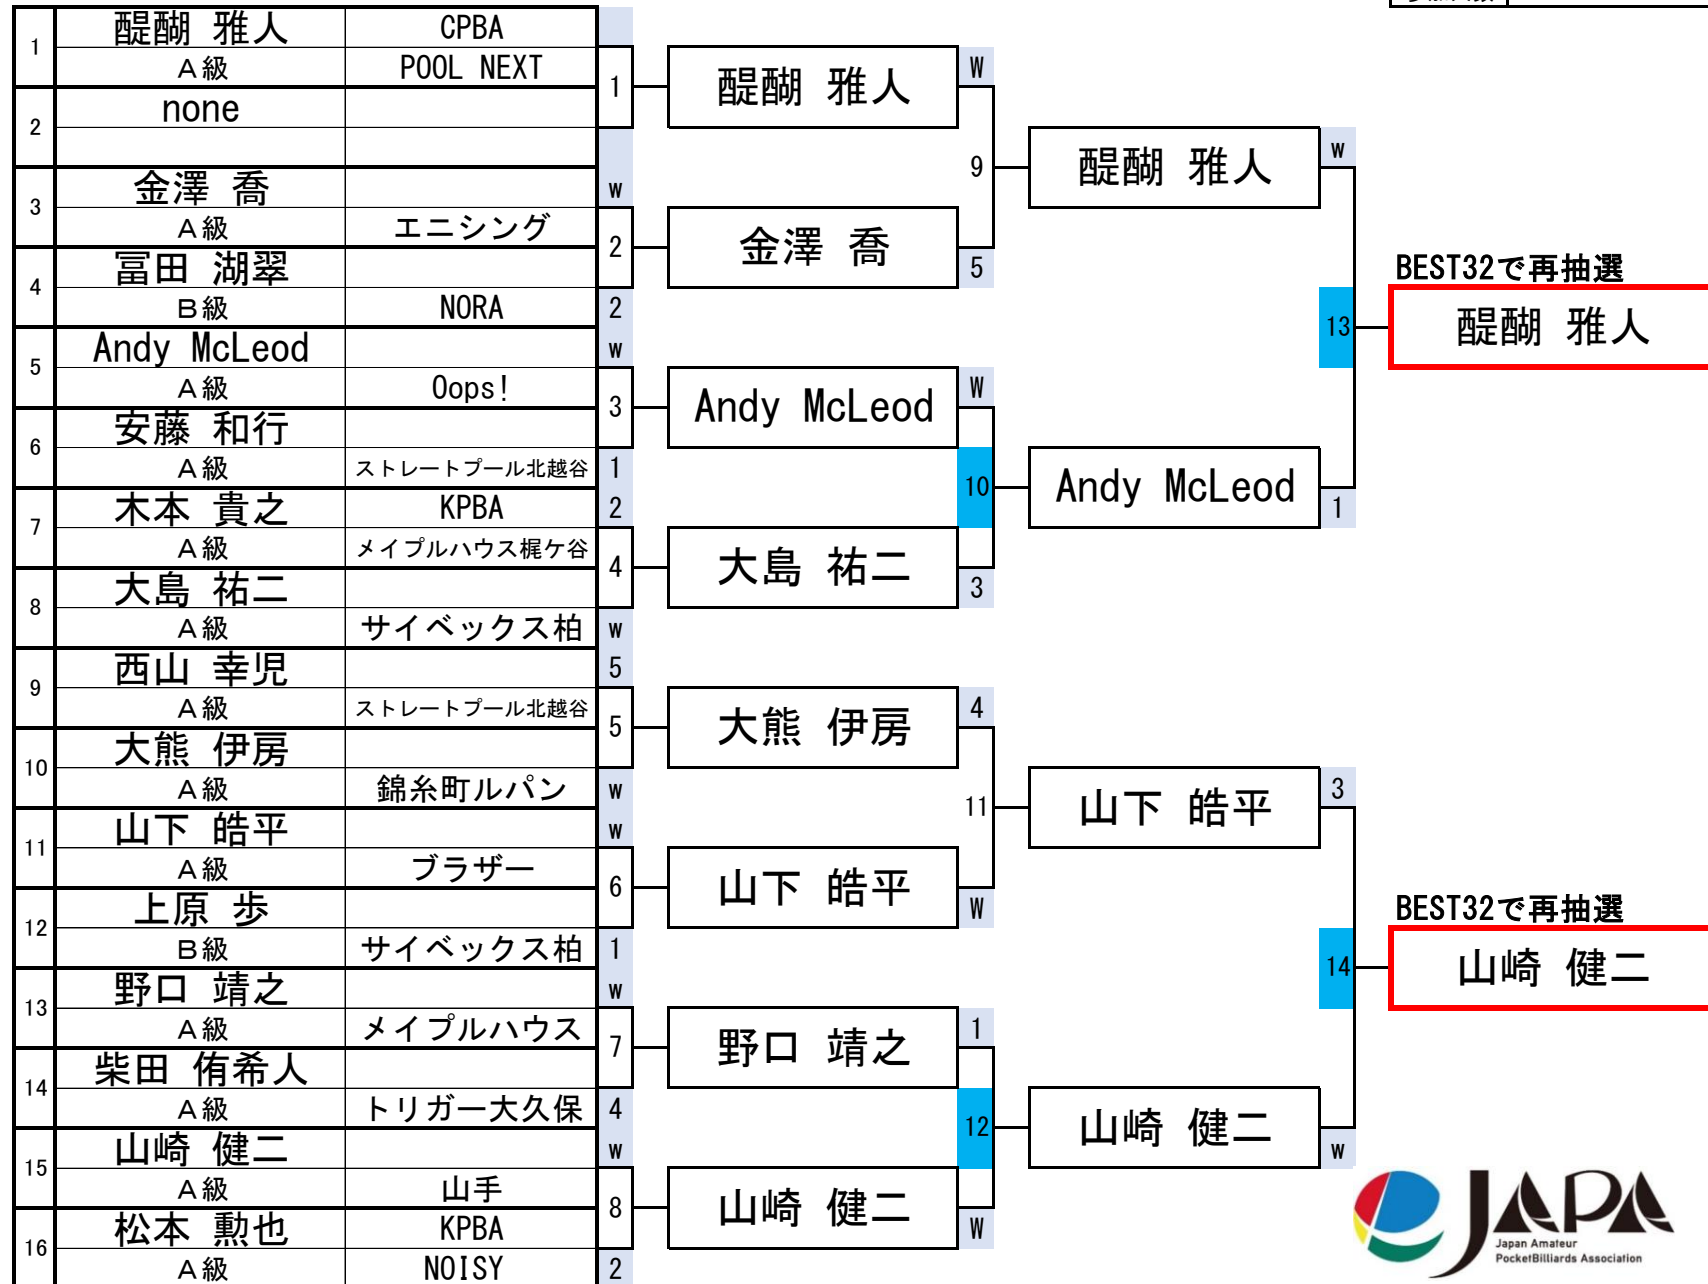 1 醍醐 雅人 CPBA
A級 POOL NEXT
2 none
3 金澤 喬 W
A級 エニシング
4 冨田 湖翠
B級 NORA 2
5 Andy McLeod W
A級 Oops!
6 安藤 和行
A級 ストレートプール北越谷 1
7 木本 貴之 KPBA 2
A級 メイプルハウス梶ケ谷
8 大島 祐二
A級 サイベックス柏 W
9 西山 幸児 5
A級 ストレートプール北越谷
10 大熊 伊房
A級 錦糸町ルパン W
11 山下 皓平 W
A級 ブラザー
12 上原 歩
B級 サイベックス柏 1
13 野口 靖之 W
A級 メイプルハウス
14 柴田 侑希人
A級 トリガー大久保 4
15 山崎 健二 W
A級 山手
16 松本 勲也 KPBA
A級 NOISY 2
1 醍醐 雅人 W
2 金澤 喬 5
3 Andy McLeod W
4 大島 祐二 3
5 大熊 伊房 4
6 山下 皓平 W
7 野口 靖之 1
8 山崎 健二 W
9 醍醐 雅人 W
10 Andy McLeod 1
11 山下 皓平 3
12 山崎 健二 W
BEST32で再抽選
13 醍醐 雅人
BEST32で再抽選
14 山崎 健二
JAPA
Japan Amateur
PocketBilliards Association